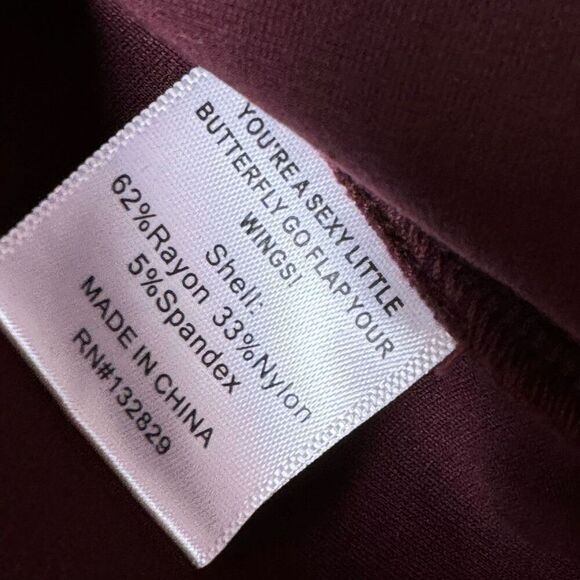 YOU'RE A SEXY LITTLE
BUTTERFLY GO FLAP YOUR
WINGS!
Shell:
62%Rayon 33%Nylon
5%Spandex
MADE IN CHINA
RN#132829